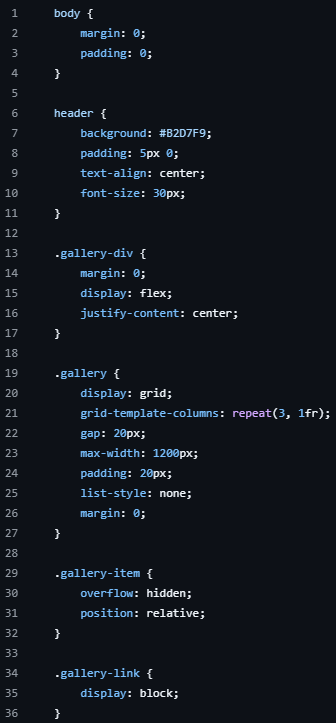 1 body {
2     margin: 0;
3     padding: 0;
4 }
5
6 header {
7     background: #B2D7F9;
8     padding: 5px 0;
9     text-align: center;
10     font-size: 30px;
11 }
12
13 .gallery-div {
14     margin: 0;
15     display: flex;
16     justify-content: center;
17 }
18
19 .gallery {
20     display: grid;
21     grid-template-columns: repeat(3, 1fr);
22     gap: 20px;
23     max-width: 1200px;
24     padding: 20px;
25     list-style: none;
26     margin: 0;
27 }
28
29 .gallery-item {
30     overflow: hidden;
31     position: relative;
32 }
33
34 .gallery-link {
35     display: block;
36 }